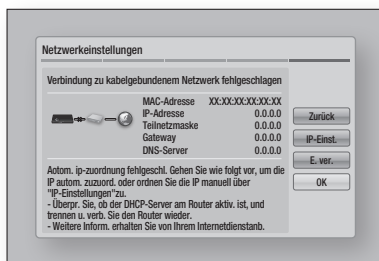 Netzwerkeinstellungen
Verbindung zu kabelgebundenem Netzwerk fehlgeschlagen
MAC-Adresse XX:XX:XX:XX:XX:XX
IP-Adresse 0.0.0.0
Teilnetzmaske 0.0.0.0
Gateway 0.0.0.0
DNS-Server 0.0.0.0
Aotom. ip-zuordnung fehlgeschl. Gehen Sie wie folgt vor, um die
IP autom. zuzuord. oder ordnen Sie die IP manuell über
"IP-Einstellungen"zu.
- Überpr. Sie, ob der DHCP-Server am Router aktiv. ist, und
trennen u. verb. Sie den Router wieder.
- Weitere Inform. erhalten Sie von Ihrem Internetdienstanb.
Zurück
IP-Einst.
E. ver.
OK